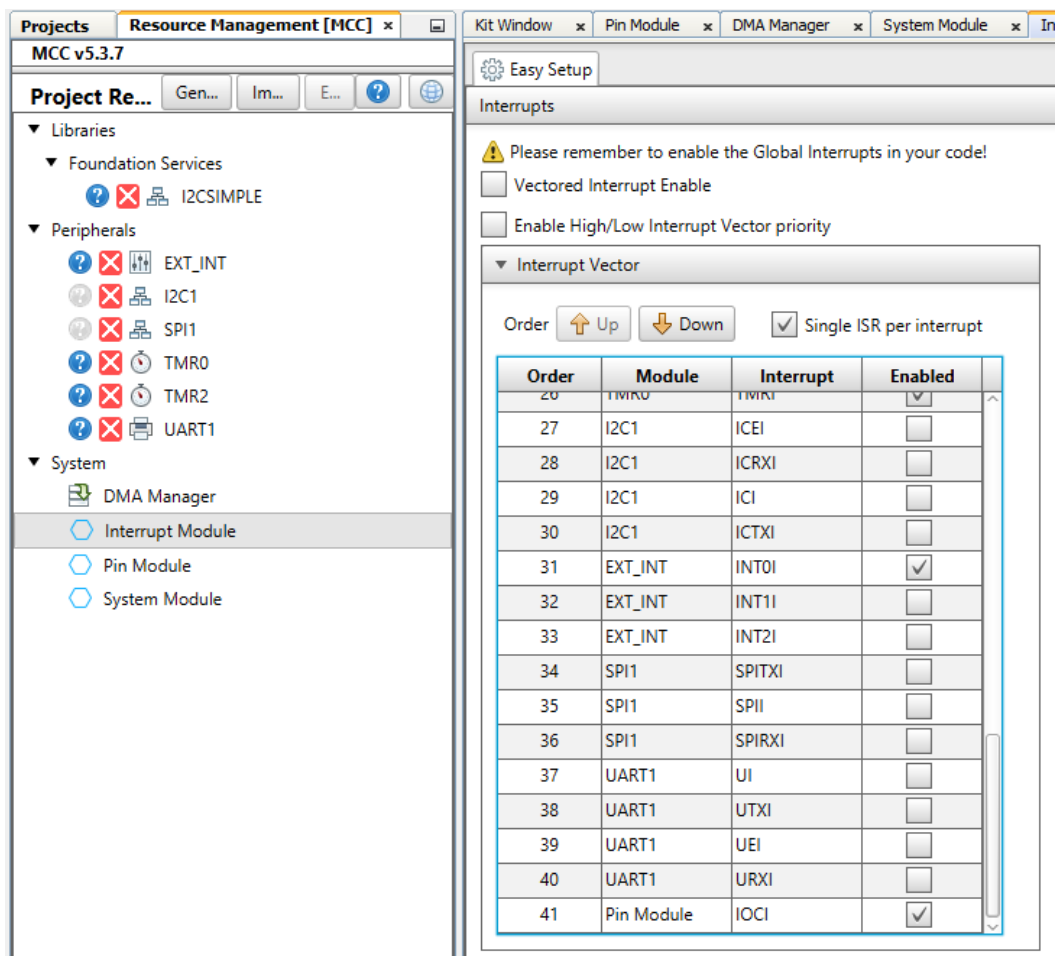 Projects Resource Management [MCC] ×
MCC v5.3.7
Project Re... Gen... Im... E... ?
Libraries
Foundation Services
? I2CSIMPLE
Peripherals
? EXT_INT
? I2C1
? SPI1
? TMR0
? TMR2
? UART1
System
DMA Manager
Interrupt Module
Pin Module
System Module
Kit Window × Pin Module × DMA Manager × System Module × In
Easy Setup
Interrupts
Please remember to enable the Global Interrupts in your code!
Vectored Interrupt Enable
Enable High/Low Interrupt Vector priority
Interrupt Vector
Order Up Down Single ISR per interrupt
Order Module Interrupt Enabled
26 TMR0 TMRI
27 I2C1 ICEI
28 I2C1 ICRXI
29 I2C1 ICI
30 I2C1 ICTXI
31 EXT_INT INT0I
32 EXT_INT INT1I
33 EXT_INT INT2I
34 SPI1 SPITXI
35 SPI1 SPII
36 SPI1 SPIRXI
37 UART1 UI
38 UART1 UTXI
39 UART1 UEI
40 UART1 URXI
41 Pin Module IOCI